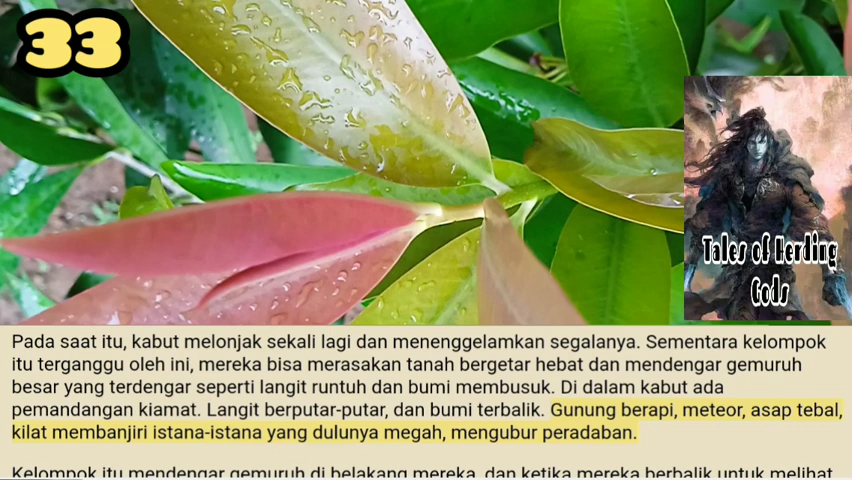 33
Tales of Herding
Gods
Pada saat itu, kabut melonjak sekali lagi dan menenggelamkan segalanya. Sementara kelompok
itu terganggu oleh ini, mereka bisa merasakan tanah bergetar hebat dan mendengar gemuruh
besar yang terdengar seperti langit runtuh dan bumi membusuk. Di dalam kabut ada
pemandangan kiamat. Langit berputar-putar, dan bumi terbalik. Gunung berapi, meteor, asap tebal,
kilat membanjiri istana-istana yang dulunya megah, mengubur peradaban.
Kelompok itu mendengar gemuruh di belakang mereka, dan ketika mereka berbalik untuk melihat